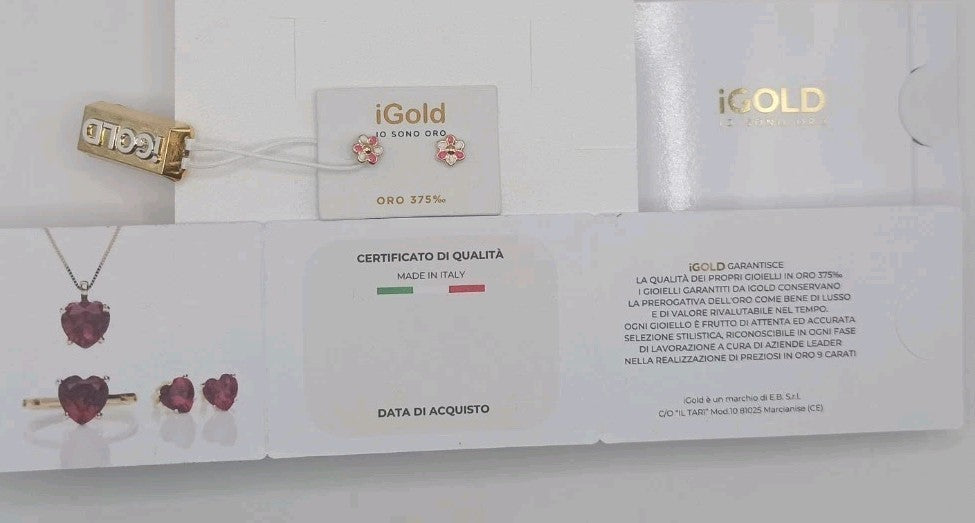 iGold
IO SONO ORO
ORO 375‰
iGOLD
iGOLD
IO SONO ORO
CERTIFICATO DI QUALITÀ
MADE IN ITALY
DATA DI ACQUISTO
iGOLD GARANTISCE
LA QUALITÀ DEI PROPRI GIOIELLI IN ORO 375‰
I GIOIELLI GARANTITI DA IGOLD CONSERVANO
LA PREROGATIVA DELL'ORO COME BENE DI LUSSO
E DI VALORE RIVALUTABILE NEL TEMPO.
OGNI GIOIELLO È FRUTTO DI ATTENTA ED ACCURATA
SELEZIONE STILISTICA, RICONOSCIBILE IN OGNI FASE
DI LAVORAZIONE A CURA DI AZIENDE LEADER
NELLA REALIZZAZIONE DI PREZIOSI IN ORO 9 CARATI
iGold è un marchio di E.B. S.r.l.
C/O "IL TARI" Mod.10 81025 Marcianise (CE)